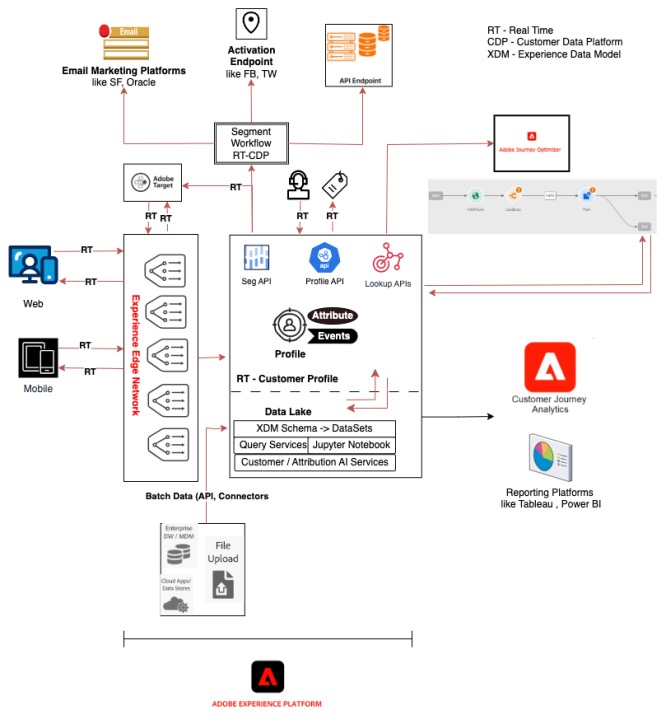 Email
Email Marketing Platforms
like SF, Oracle
Activation
Endpoint
like FB, TW
API Endpoint
RT - Real Time
CDP - Customer Data Platform
XDM - Experience Data Model
Segment
Workflow
RT-CDP
Adobe Journey Optimizer
Adobe
Target
RT
RT
RT
RT
RT
RT
RT
Web
RT
RT
Mobile
Experience Edge Network
Seg API
api
Profile API
Lookup APIs
Attribute
Events
Profile
RT - Customer Profile
Data Lake
XDM Schema -> DataSets
Query Services
Jupyter Notebook
Customer / Attribution AI Services
Customer Journey
Analytics
Reporting Platforms
like Tableau , Power BI
Batch Data (API, Connectors
Enterprise
DW / MDM
File
Upload
Cloud Apps/
Data Stores
ADOBE EXPERIENCE PLATFORM